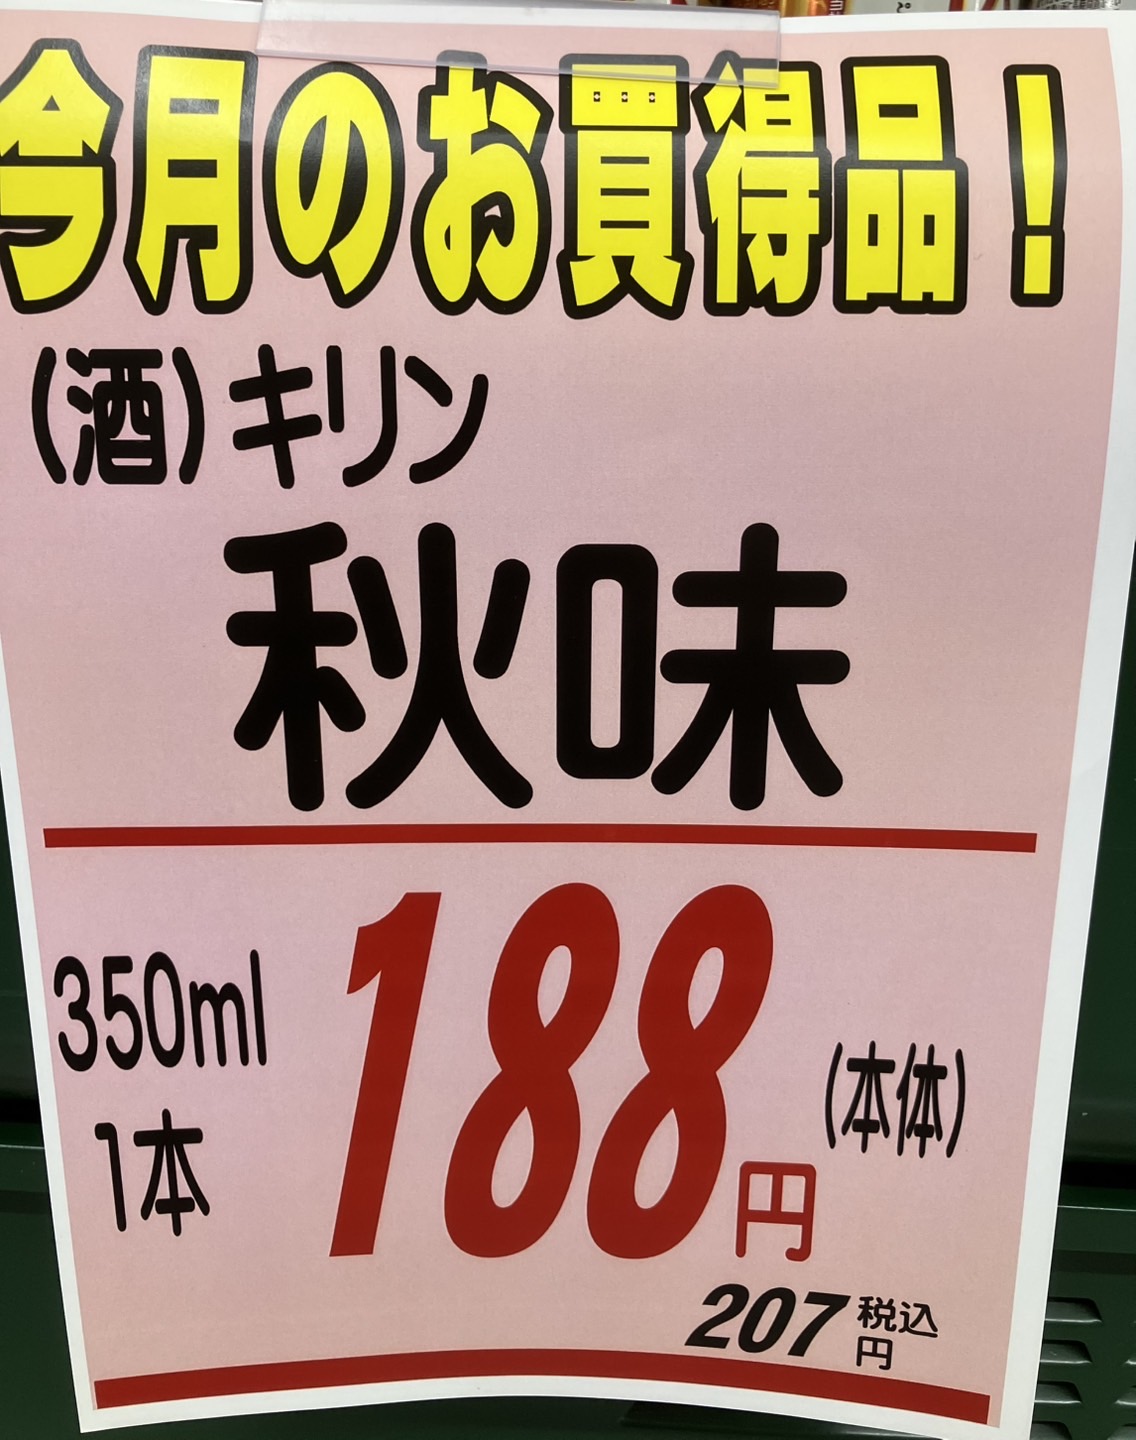 今月のお買得品！
（酒）キリン
秋味
350ml
1本
188円
（本体）
207円
税込